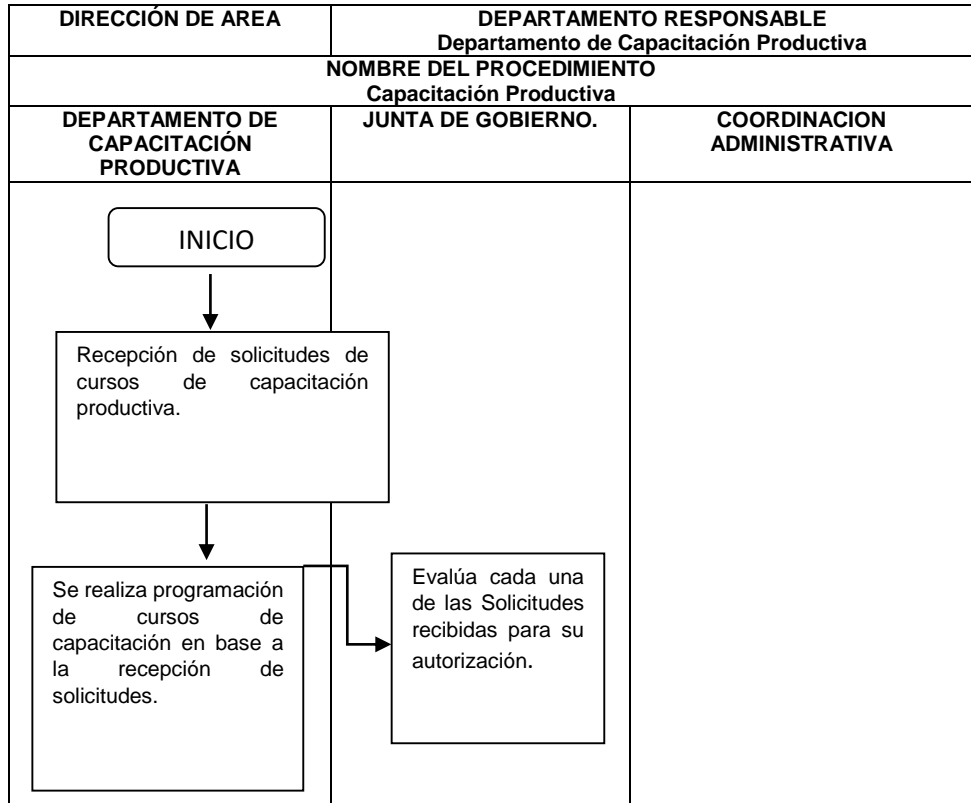 DIRECCIÓN DE AREA
DEPARTAMENTO RESPONSABLE
Departamento de Capacitación Productiva
NOMBRE DEL PROCEDIMIENTO
Capacitación Productiva
DEPARTAMENTO DE
CAPACITACIÓN
PRODUCTIVA
JUNTA DE GOBIERNO.
COORDINACION
ADMINISTRATIVA
INICIO
Recepción de solicitudes de
cursos de capacitación
productiva.
Se realiza programación
de cursos de
capacitación en base a
la recepción de
solicitudes.
Evalúa cada una
de las Solicitudes
recibidas para su
autorización.